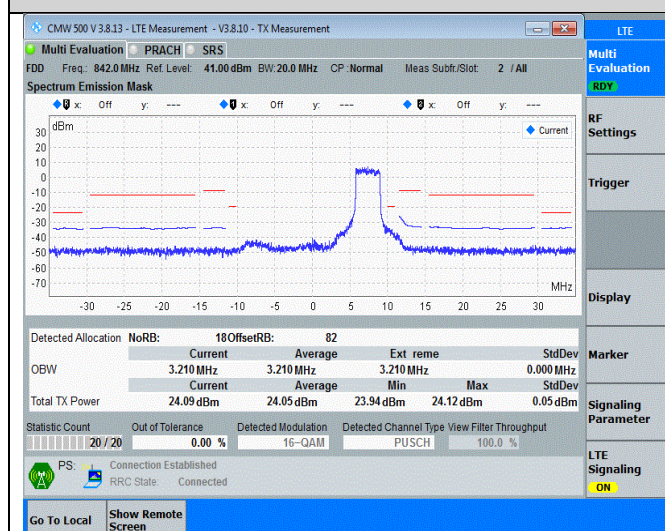 CMW 500 V 3.8.13 - LTE Measurement - V3.8.10 - TX Measurement
LTE
Multi Evaluation PRACH SRS
Multi Evaluation
RDY
FDD Freq.: 842.0 MHz Ref. Level: 41.00 dBm BW: 20.0 MHz CP : Normal Meas Subfr./Slot: 2 / All
Spectrum Emission Mask
0 x: Off y: --- 1 x: Off y: --- x: Off y: ---
dBm
Current
30
20
10
0
-10
-20
-30
-40
-50
-60
-70
MHz
-30 -25 -20 -15 -10 -5 0 5 10 15 20 25 30
RF Settings
Trigger
Display
Marker
Signaling Parameter
LTE Signaling
ON
Detected Allocation NoRB: 18 OffsetRB: 82
Current Average Ext reme StdDev
OBW 3.210 MHz 3.210 MHz 3.210 MHz 0.000 MHz
Current Average Min Max StdDev
Total TX Power 24.09 dBm 24.05 dBm 23.94 dBm 24.12 dBm 0.05 dBm
Statistic Count Out of Tolerance Detected Modulation Detected Channel Type View Filter Throughput
20 / 20 0.00 % 16-QAM PUSCH 100.0 %
PS: Connection Established
RRC State: Connected
Go To Local
Show Remote Screen